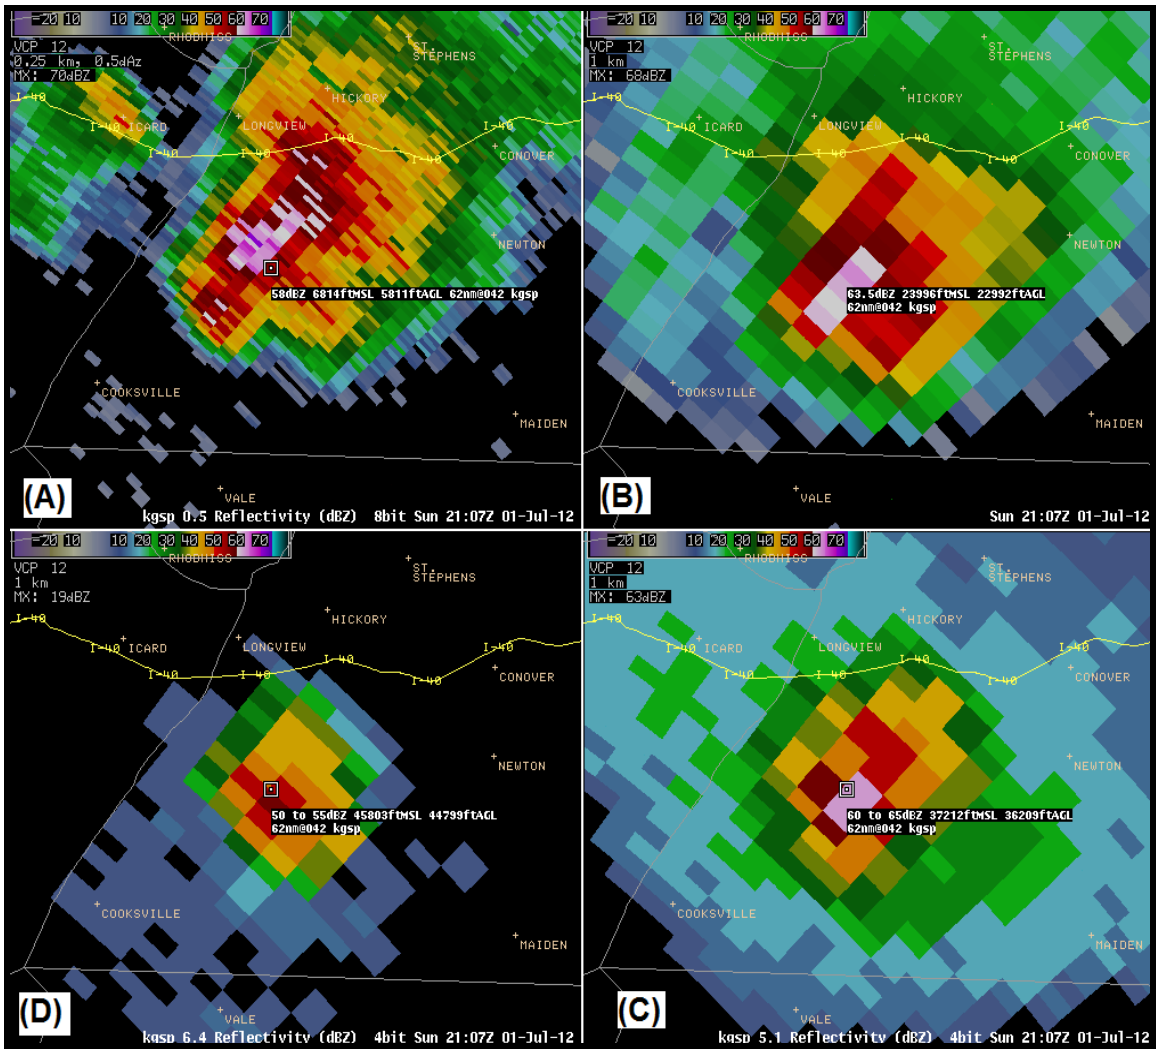 -20 10 10 20 30 40 50 60 70
RHODHISS
VCP 12
0.25 km, 0.5dAz
MX: 70dBZ
ST.
STEPHENS
I-40
HICKORY
I-40
ICARD
LONGVIEW
I-40
I-40
I-40
I-40
I-40
CONOVER
NEWTON
58dBZ 6814ftMSL 5811ftAGL 62nm@042 kgsp
COOKSVILLE
MAIDEN
(A)
VALE
kgsp 0.5 Reflectivity (dBZ) 8bit Sun 21:07Z 01-Jul-12
-20 10 10 20 30 40 50 60 70
RHODHISS
VCP 12
1 km
MX: 68dBZ
ST.
STEPHENS
I-40
HICKORY
I-40
ICARD
LONGVIEW
I-40
I-40
I-40
I-40
I-40
CONOVER
NEWTON
63.5dBZ 23996ftMSL 22992ftAGL
62nm@042 kgsp
COOKSVILLE
MAIDEN
(B)
VALE
Sun 21:07Z 01-Jul-12
-20 10 10 20 30 40 50 60 70
RHODHISS
VCP 12
1 km
MX: 19dBZ
ST.
STEPHENS
I-40
HICKORY
ICARD
I-40
LONGVIEW
I-40
I-40
I-40
I-40
I-40
CONOVER
NEWTON
50 to 55dBZ 45803ftMSL 44799ftAGL
62nm@042 kgsp
COOKSVILLE
MAIDEN
(D)
VALE
kgsp 6.4 Reflectivity (dBZ) 4bit Sun 21:07Z 01-Jul-12
-20 10 10 20 30 40 50 60 70
RHODHISS
VCP 12
1 km
MX: 63dBZ
ST.
STEPHENS
I-40
HICKORY
ICARD
I-40
LONGVIEW
I-40
I-40
I-40
I-40
I-40
CONOVER
NEWTON
60 to 65dBZ 37212ftMSL 36209ftAGL
62nm@042 kgsp
COOKSVILLE
MAIDEN
(C)
VALE
kgsp 5.1 Reflectivity (dBZ) 4bit Sun 21:07Z 01-Jul-12